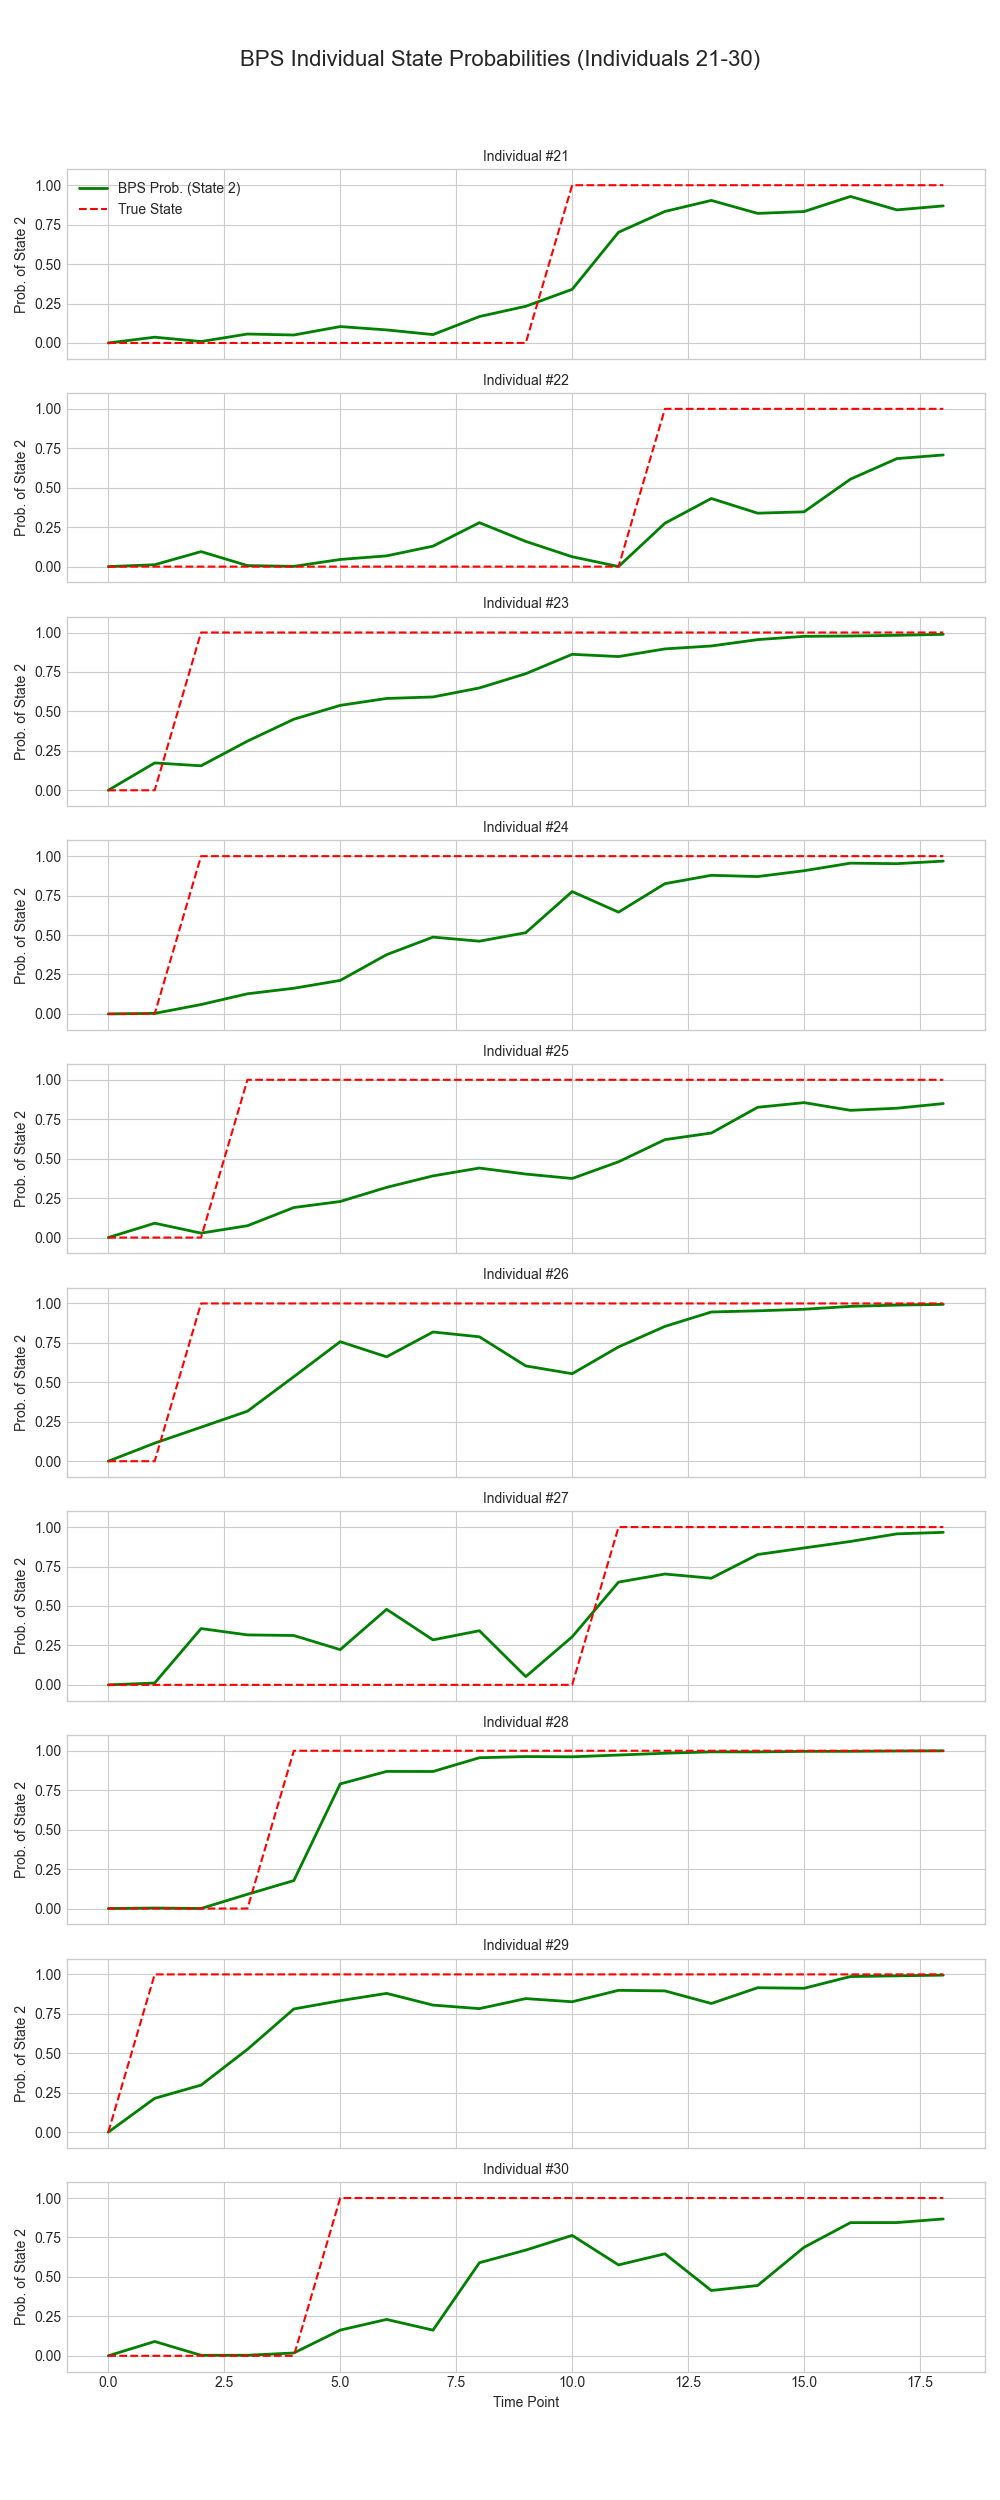 BPS Individual State Probabilities (Individuals 21-30)
Individual #21
BPS Prob. (State 2)
True State
Prob. of State 2
1.00
0.75
0.50
0.25
0.00
Individual #22
Prob. of State 2
1.00
0.75
0.50
0.25
0.00
Individual #23
Prob. of State 2
1.00
0.75
0.50
0.25
0.00
Individual #24
Prob. of State 2
1.00
0.75
0.50
0.25
0.00
Individual #25
Prob. of State 2
1.00
0.75
0.50
0.25
0.00
Individual #26
Prob. of State 2
1.00
0.75
0.50
0.25
0.00
Individual #27
Prob. of State 2
1.00
0.75
0.50
0.25
0.00
Individual #28
Prob. of State 2
1.00
0.75
0.50
0.25
0.00
Individual #29
Prob. of State 2
1.00
0.75
0.50
0.25
0.00
Individual #30
Prob. of State 2
1.00
0.75
0.50
0.25
0.00
0.0 2.5 5.0 7.5 10.0 12.5 15.0 17.5
Time Point